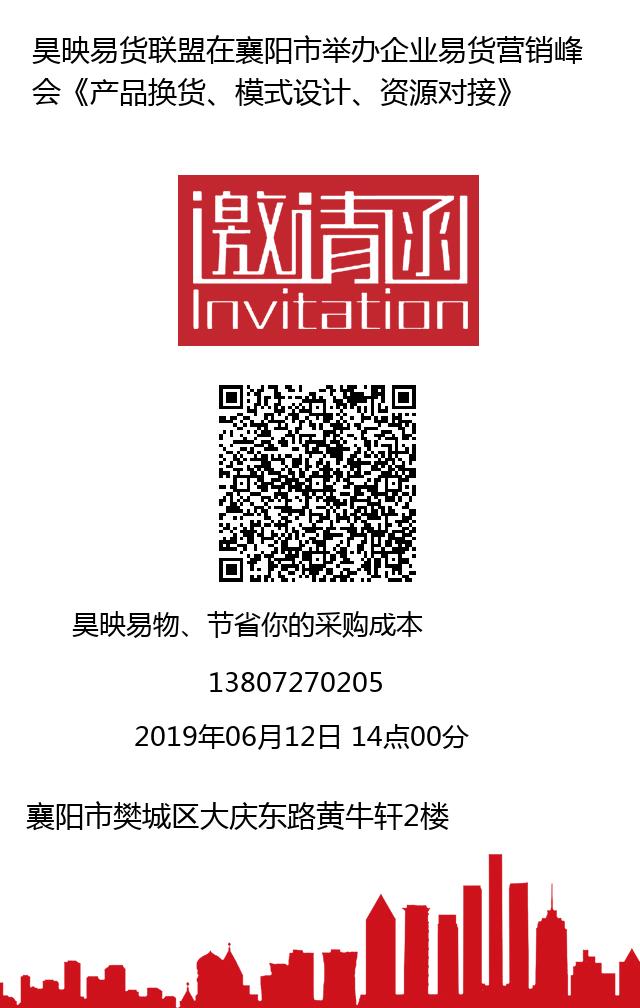 昊映易货联盟在襄阳市举办企业易货营销峰
会《产品换货、模式设计、资源对接》
邀请函
Invitation
昊映易物、节省你的采购成本
13807270205
2019年06月12日 14点00分
襄阳市樊城区大庆东路黄牛轩2楼